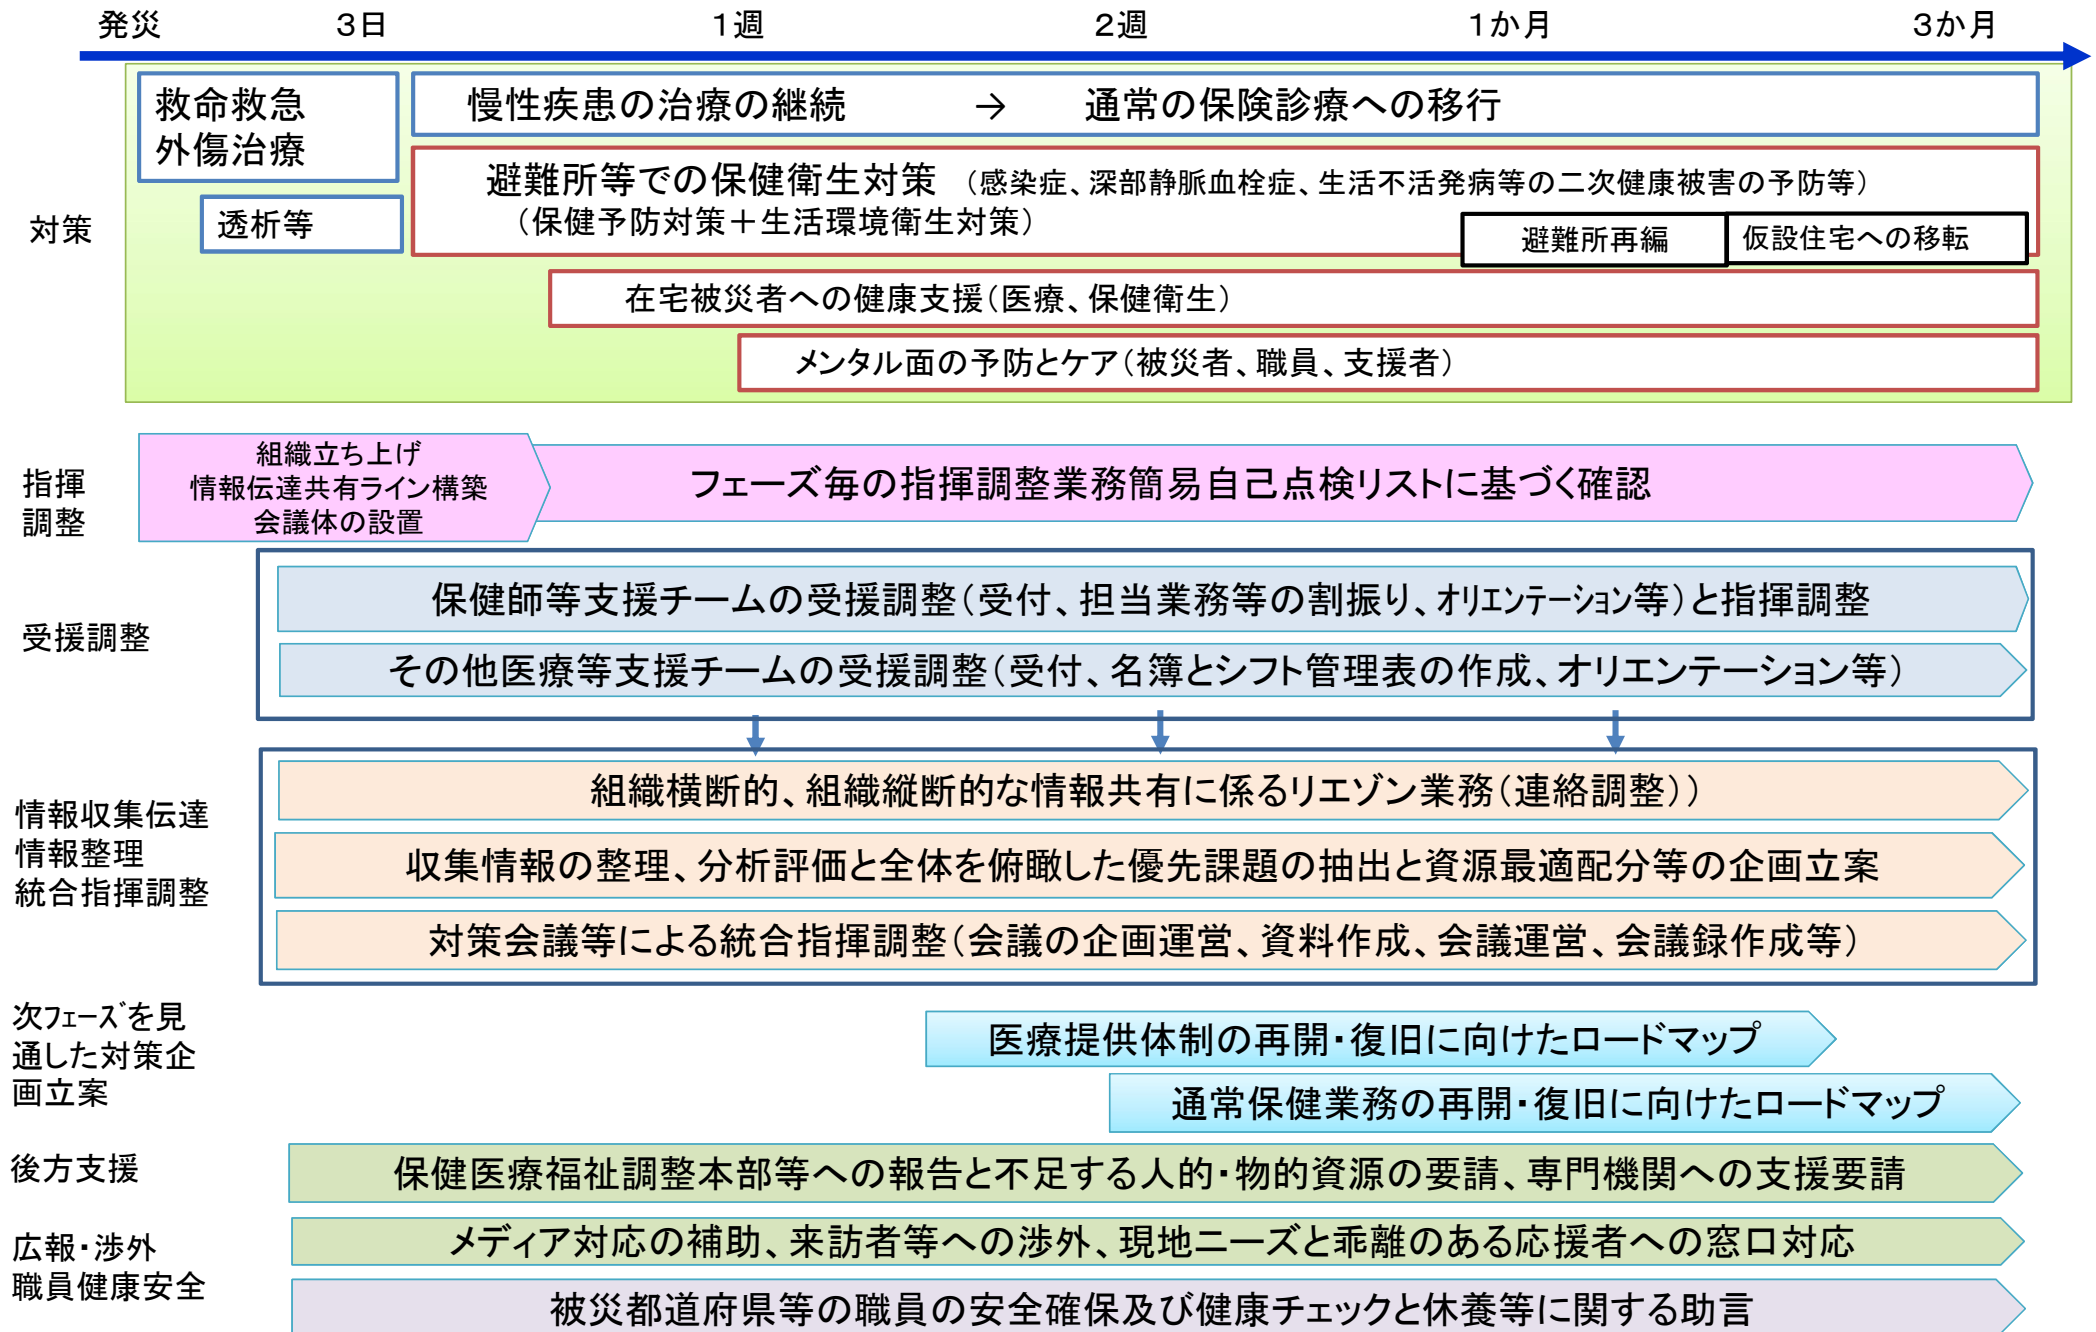 発災 3日 1週 2週 1か月 3か月
対策
救命救急
外傷治療
慢性疾患の治療の継続 → 通常の保険診療への移行
透析等
避難所等での保健衛生対策 （感染症、深部静脈血栓症、生活不活発病等の二次健康被害の予防等）
（保健予防対策＋生活環境衛生対策）
避難所再編
仮設住宅への移転
在宅被災者への健康支援（医療、保健衛生）
メンタル面の予防とケア（被災者、職員、支援者）
指揮
調整
組織立ち上げ
情報伝達共有ライン構築
会議体の設置
フェーズ毎の指揮調整業務簡易自己点検リストに基づく確認
受援調整
保健師等支援チームの受援調整（受付、担当業務等の割振り、ｵﾘｴﾝﾃｰｼｮﾝ等）と指揮調整
その他医療等支援チームの受援調整（受付、名簿とシフト管理表の作成、オリエンテーション等）
情報収集伝達
情報整理
統合指揮調整
組織横断的、組織縦断的な情報共有に係るリエゾン業務（連絡調整））
収集情報の整理、分析評価と全体を俯瞰した優先課題の抽出と資源最適配分等の企画立案
対策会議等による統合指揮調整（会議の企画運営、資料作成、会議運営、会議録作成等）
次ﾌｪｰｽﾞを見
通した対策企
画立案
医療提供体制の再開・復旧に向けたロードマップ
通常保健業務の再開・復旧に向けたロードマップ
後方支援
保健医療福祉調整本部等への報告と不足する人的・物的資源の要請、専門機関への支援要請
広報・渉外
職員健康安全
メディア対応の補助、来訪者等への渉外、現地ニーズと乖離のある応援者への窓口対応
被災都道府県等の職員の安全確保及び健康チェックと休養等に関する助言